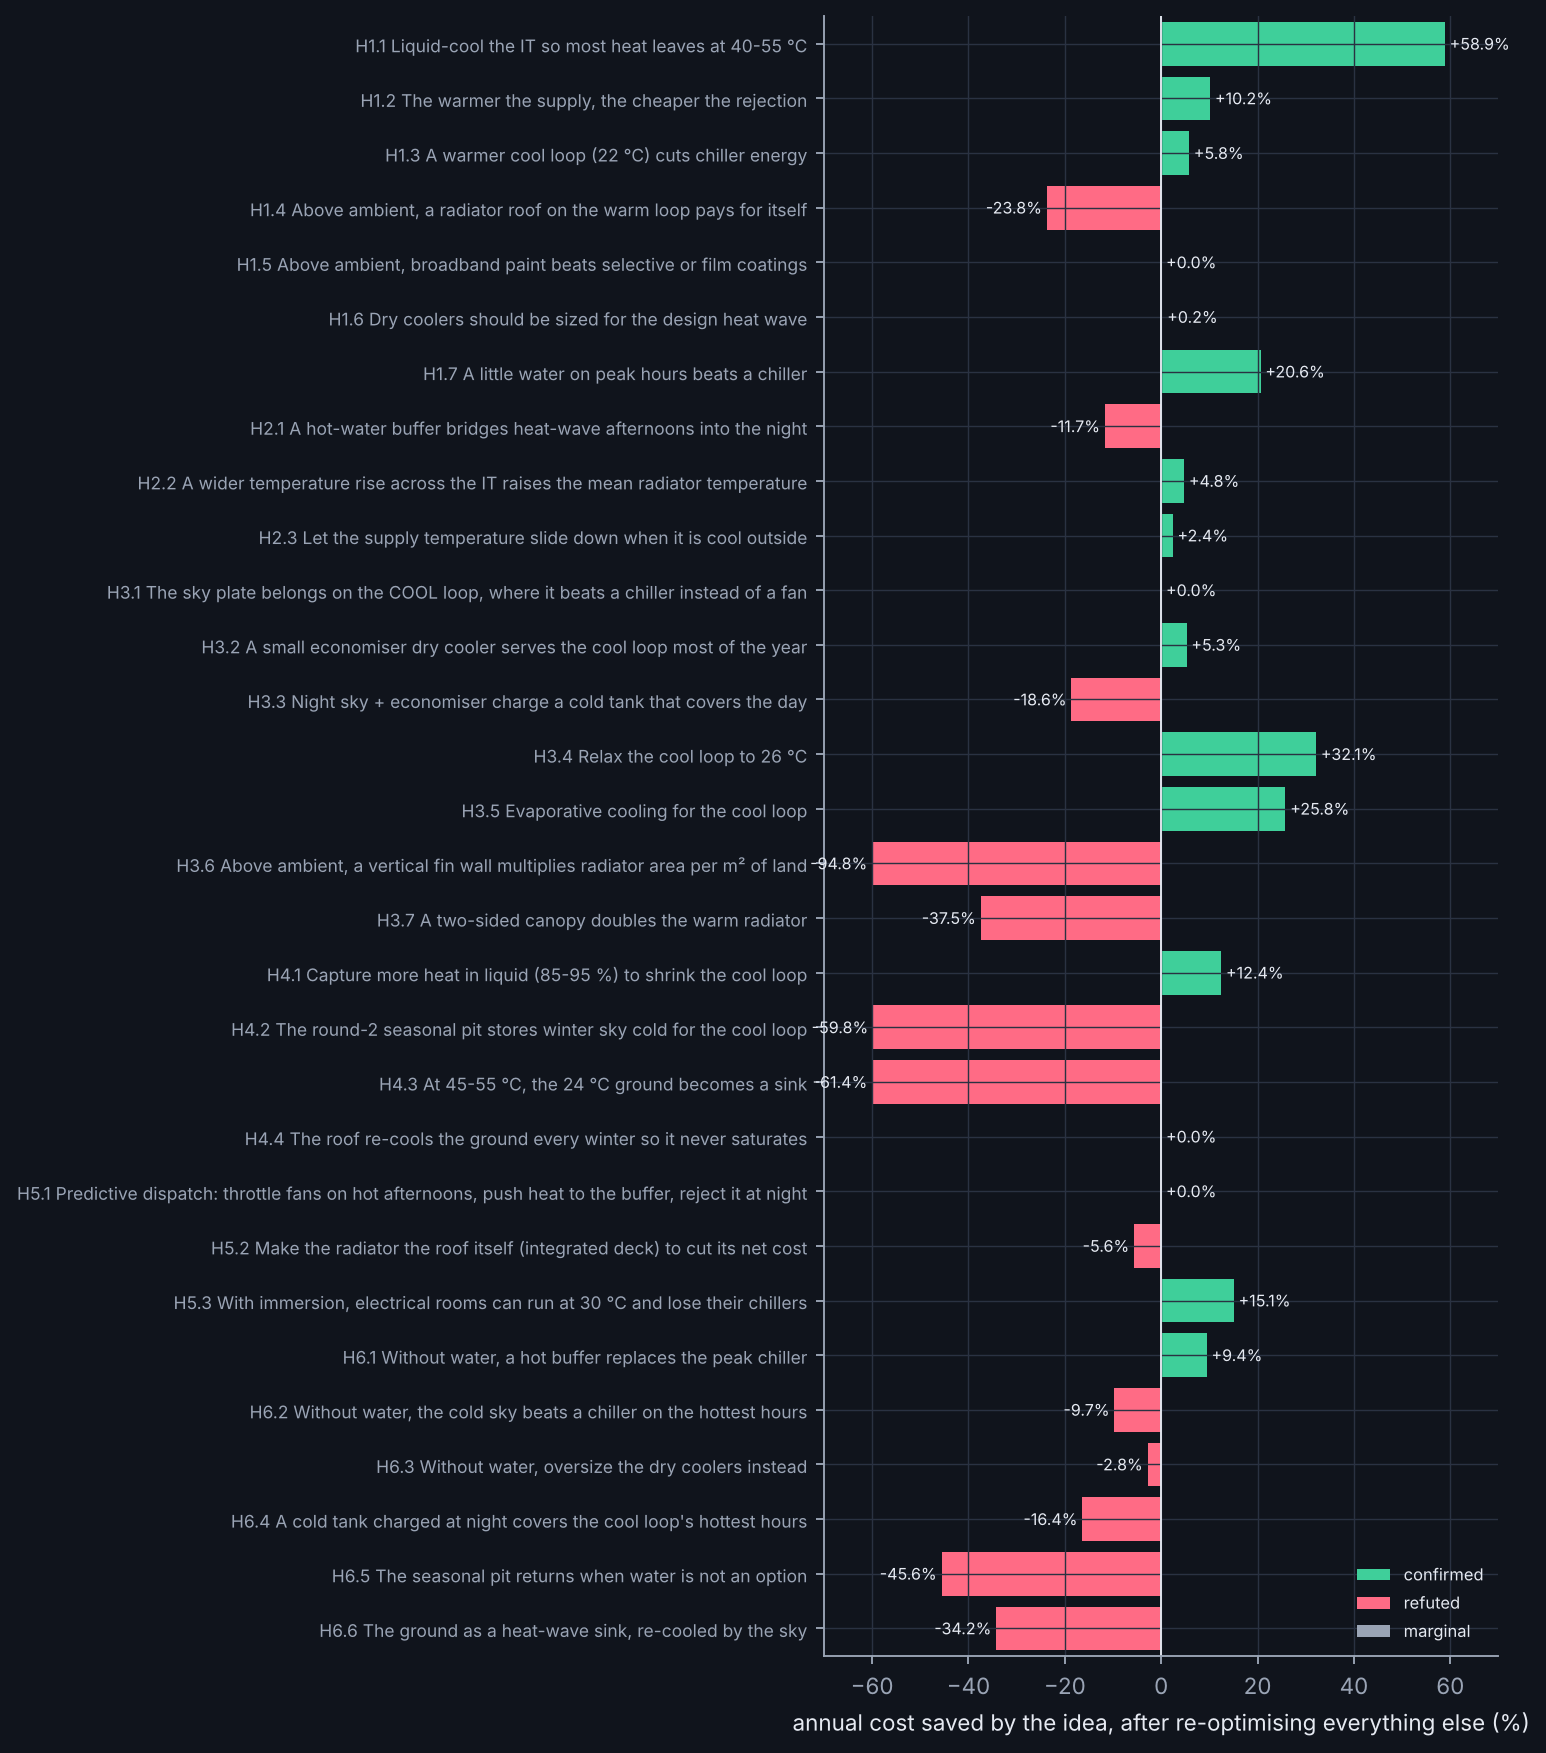 H1.1 Liquid-cool the IT so most heat leaves at 40-55 °C +58.9%
H1.2 The warmer the supply, the cheaper the rejection +10.2%
H1.3 A warmer cool loop (22 °C) cuts chiller energy +5.8%
H1.4 Above ambient, a radiator roof on the warm loop pays for itself -23.8%
H1.5 Above ambient, broadband paint beats selective or film coatings +0.0%
H1.6 Dry coolers should be sized for the design heat wave +0.2%
H1.7 A little water on peak hours beats a chiller +20.6%
H2.1 A hot-water buffer bridges heat-wave afternoons into the night -11.7%
H2.2 A wider temperature rise across the IT raises the mean radiator temperature +4.8%
H2.3 Let the supply temperature slide down when it is cool outside +2.4%
H3.1 The sky plate belongs on the COOL loop, where it beats a chiller instead of a fan +0.0%
H3.2 A small economiser dry cooler serves the cool loop most of the year +5.3%
H3.3 Night sky + economiser charge a cold tank that covers the day -18.6%
H3.4 Relax the cool loop to 26 °C +32.1%
H3.5 Evaporative cooling for the cool loop +25.8%
H3.6 Above ambient, a vertical fin wall multiplies radiator area per m² of land -94.8%
H3.7 A two-sided canopy doubles the warm radiator -37.5%
H4.1 Capture more heat in liquid (85-95 %) to shrink the cool loop +12.4%
H4.2 The round-2 seasonal pit stores winter sky cold for the cool loop -59.8%
H4.3 At 45-55 °C, the 24 °C ground becomes a sink -61.4%
H4.4 The roof re-cools the ground every winter so it never saturates +0.0%
H5.1 Predictive dispatch: throttle fans on hot afternoons, push heat to the buffer, reject it at night +0.0%
H5.2 Make the radiator the roof itself (integrated deck) to cut its net cost -5.6%
H5.3 With immersion, electrical rooms can run at 30 °C and lose their chillers +15.1%
H6.1 Without water, a hot buffer replaces the peak chiller +9.4%
H6.2 Without water, the cold sky beats a chiller on the hottest hours -9.7%
H6.3 Without water, oversize the dry coolers instead -2.8%
H6.4 A cold tank charged at night covers the cool loop's hottest hours -16.4%
H6.5 The seasonal pit returns when water is not an option -45.6%
H6.6 The ground as a heat-wave sink, re-cooled by the sky -34.2%
confirmed
refuted
marginal
−60 −40 −20 0 20 40 60
annual cost saved by the idea, after re-optimising everything else (%)